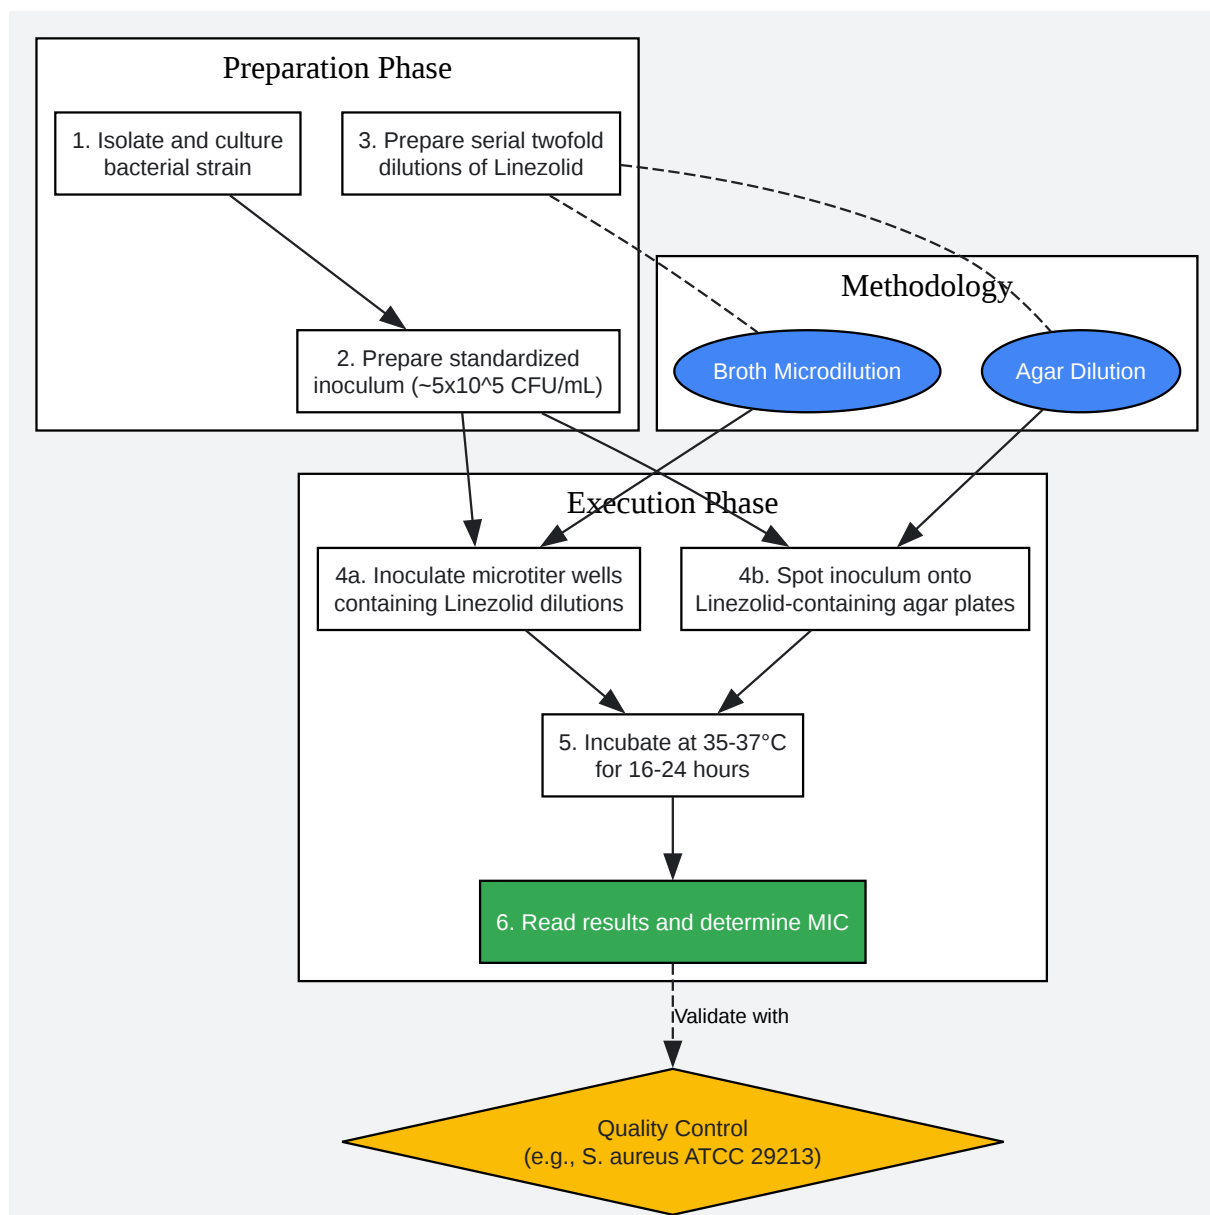 Preparation Phase
1. Isolate and culture
bacterial strain
3. Prepare serial twofold
dilutions of Linezolid
2. Prepare standardized
inoculum (~5x10^5 CFU/mL)
Methodology
Broth Microdilution
Agar Dilution
Execution Phase
4a. Inoculate microtiter wells
containing Linezolid dilutions
4b. Spot inoculum onto
Linezolid-containing agar plates
5. Incubate at 35-37°C
for 16-24 hours
6. Read results and determine MIC
Validate with
Quality Control
(e.g., S. aureus ATCC 29213)